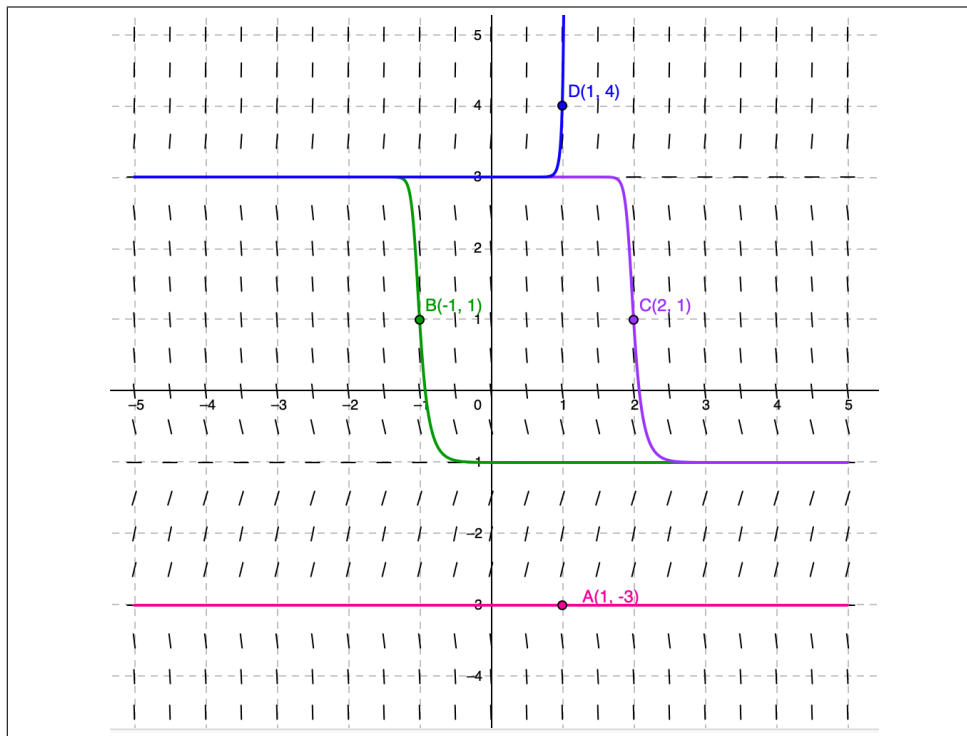 5
D(1, 4)
4
3
2
B(-1, 1)
1
C(2, 1)
–5 –4 –3 –2 –1 0 1 2 3 4 5
–1
–2
–3
A(1, -3)
–4